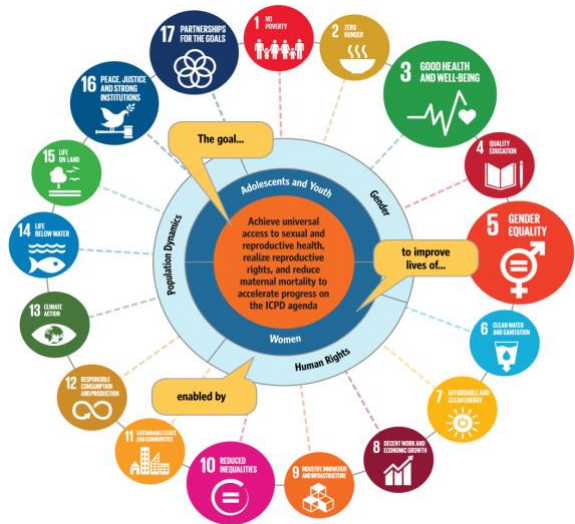 1 NO
POVERTY
2 ZERO
HUNGER
3 GOOD HEALTH
AND WELL-BEING
4 QUALITY
EDUCATION
5 GENDER
EQUALITY
6 CLEAN WATER
AND SANITATION
7 AFFORDABLE AND
CLEAN ENERGY
8 DECENT WORK AND
ECONOMIC GROWTH
9 INDUSTRY, INNOVATION
AND INFRASTRUCTURE
10 REDUCED
INEQUALITIES
11 SUSTAINABLE CITIES
AND COMMUNITIES
12 RESPONSIBLE
CONSUMPTION
AND PRODUCTION
13 CLIMATE
ACTION
14 LIFE
BELOW WATER
15 LIFE
ON LAND
16 PEACE, JUSTICE
AND STRONG
INSTITUTIONS
17 PARTNERSHIPS
FOR THE GOALS
The goal...
Adolescents and Youth
Gender
Population Dynamics
Achieve universal
access to sexual and
reproductive health,
realize reproductive
rights, and reduce
maternal mortality to
accelerate progress on
the ICPD agenda
to improve
lives of...
Women
Human Rights
enabled by